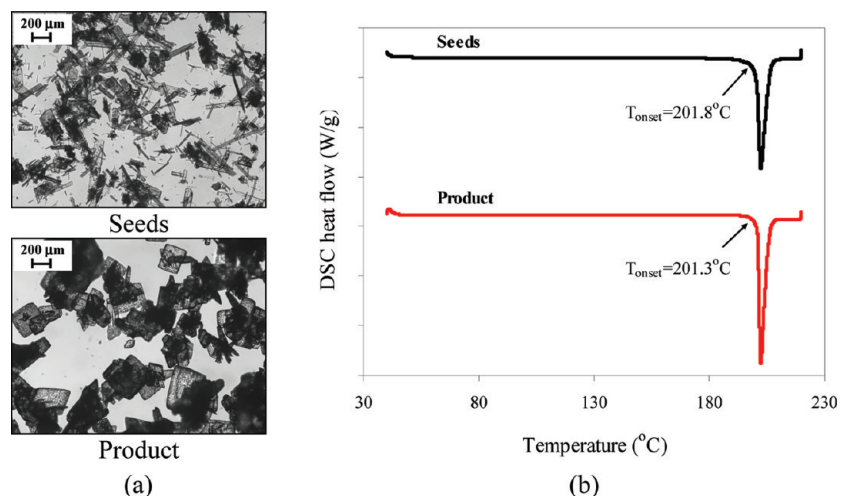 200 µm
Seeds
200 µm
Product
(a)
DSC heat flow (W/g)
Seeds
Tonset=201.8°C
Product
Tonset=201.3°C
30 80 130 180 230
Temperature (°C)
(b)